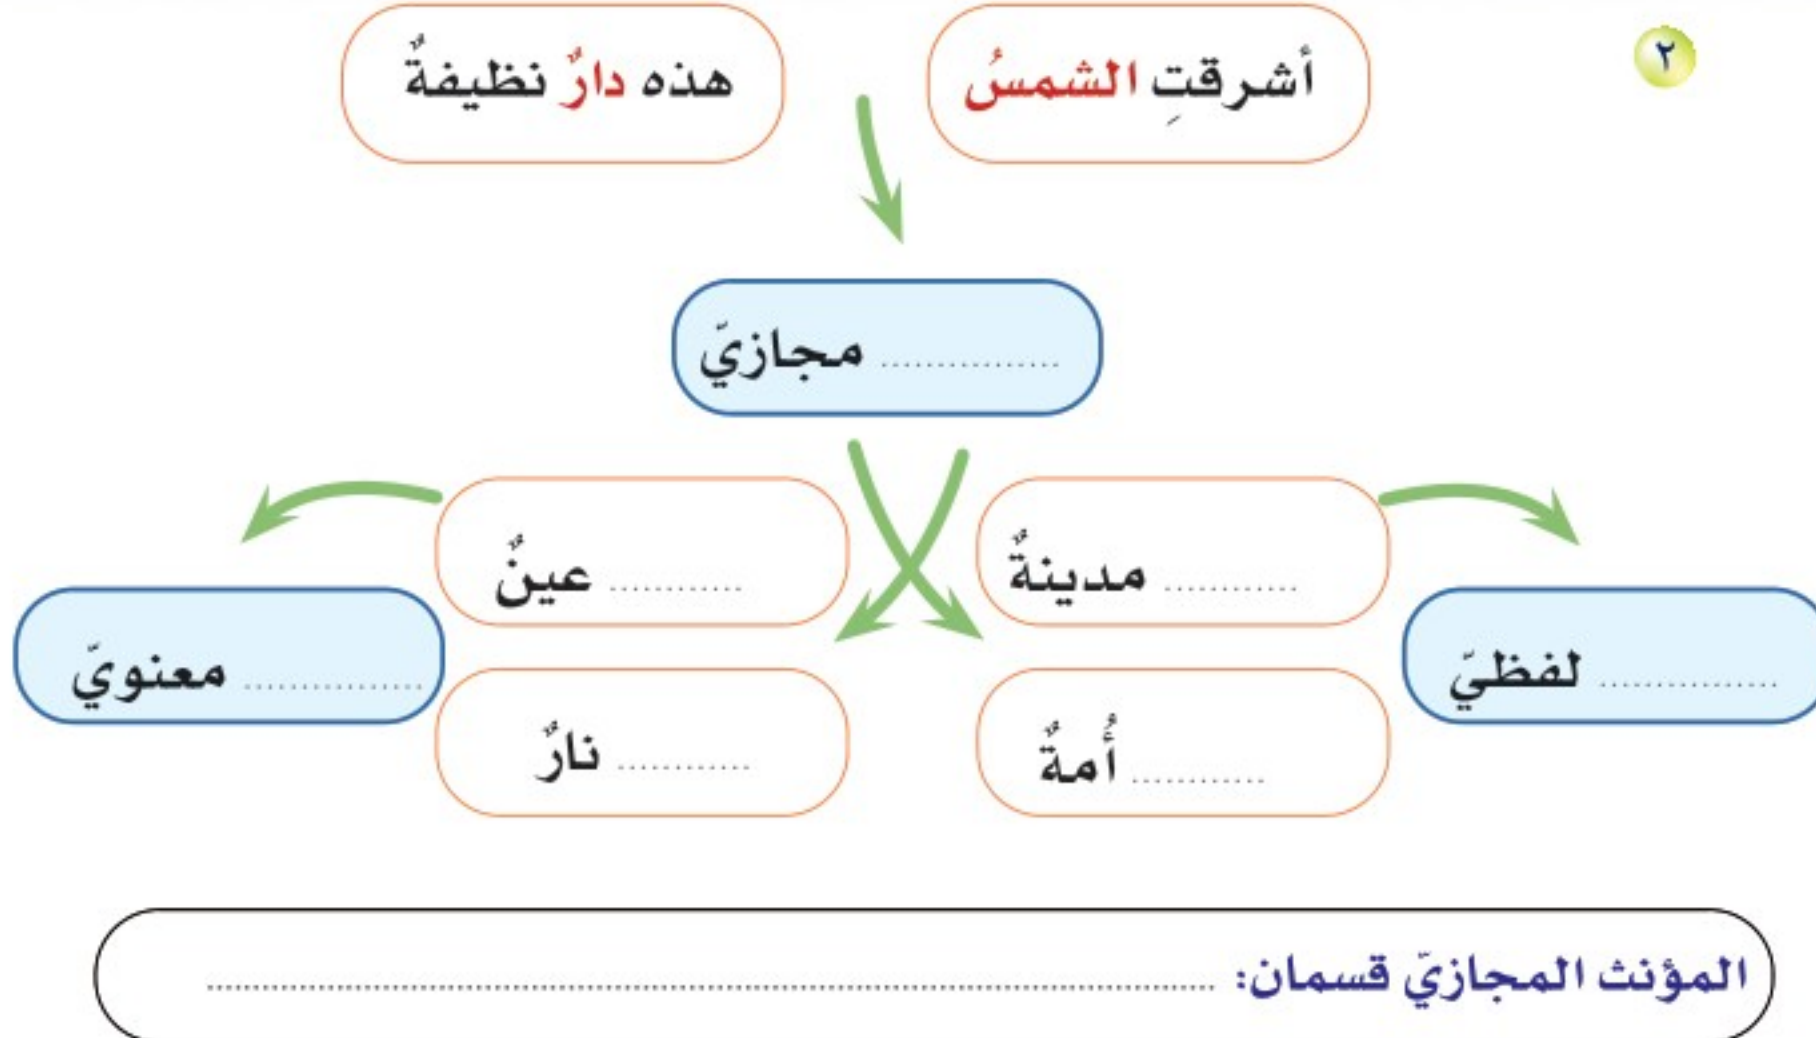 ٢
أشرقتِ الشمسُ
هذه دارٌ نظيفةٌ
................ مجازيّ
............ مدينةٌ
............ عينٌ
................ لفظيّ
................ معنويّ
............ أُمةٌ
............ نارٌ
المؤنث المجازيّ قسمان: ................................................................................